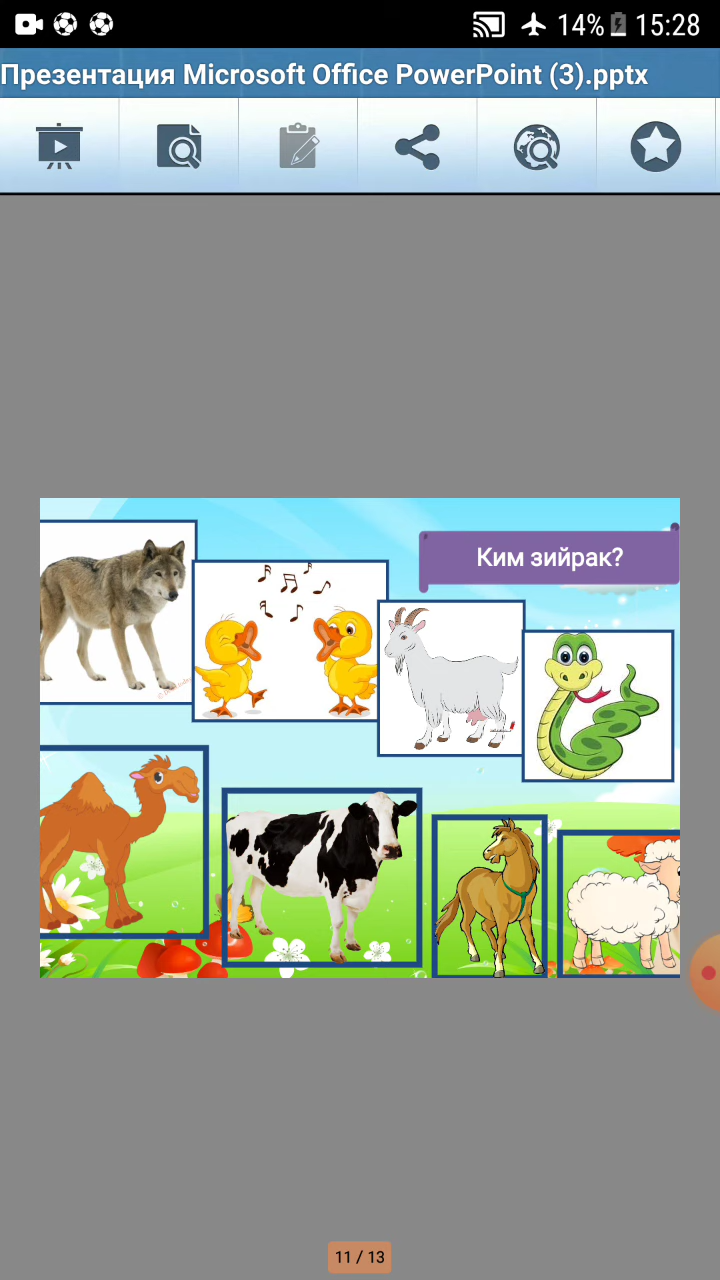 14% 15:28
Презентация Microsoft Office PowerPoint (3).pptx
Ким зийрак?
11 / 13